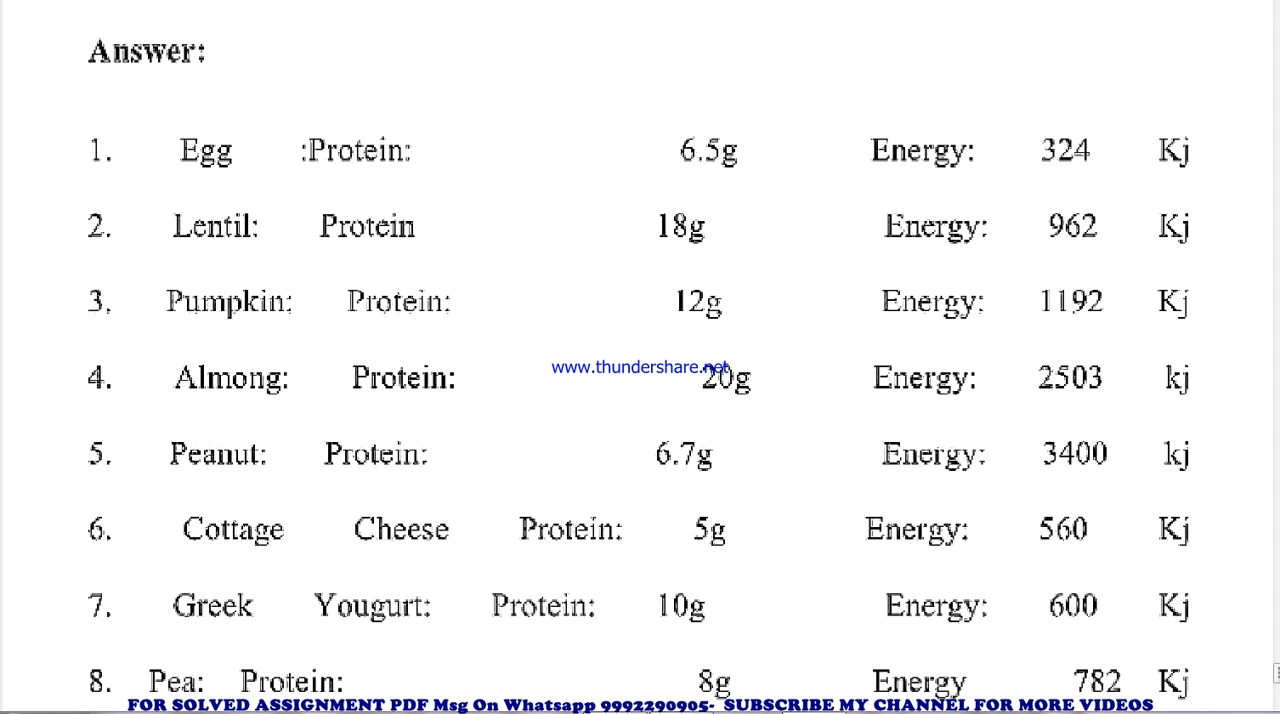 Answer:
1. Egg :Protein: 6.5g Energy: 324 Kj
2. Lentil: Protein 18g Energy: 962 Kj
3. Pumpkin: Protein: 12g Energy: 1192 Kj
www.thundershare.net
4. Almong: Protein: 20g Energy: 2503 kj
5. Peanut: Protein: 6.7g Energy: 3400 kj
6. Cottage Cheese Protein: 5g Energy: 560 Kj
7. Greek Yougurt: Protein: 10g Energy: 600 Kj
8. Pea: Protein: 8g Energy 782 Kj
FOR SOLVED ASSIGNMENT PDF Msg On Whatsapp 9992290905- SUBSCRIBE MY CHANNEL FOR MORE VIDEOS